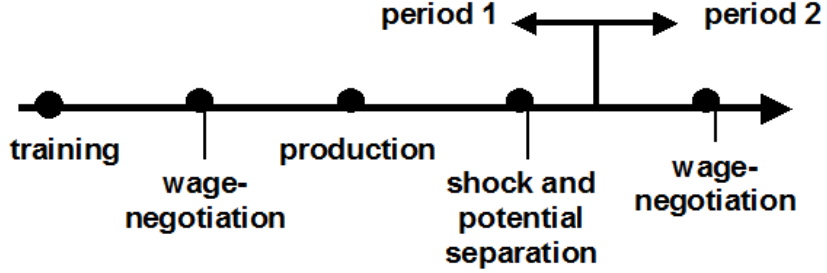 period 1
period 2
training
wage-
negotiation
production
shock and
potential
separation
wage-
negotiation